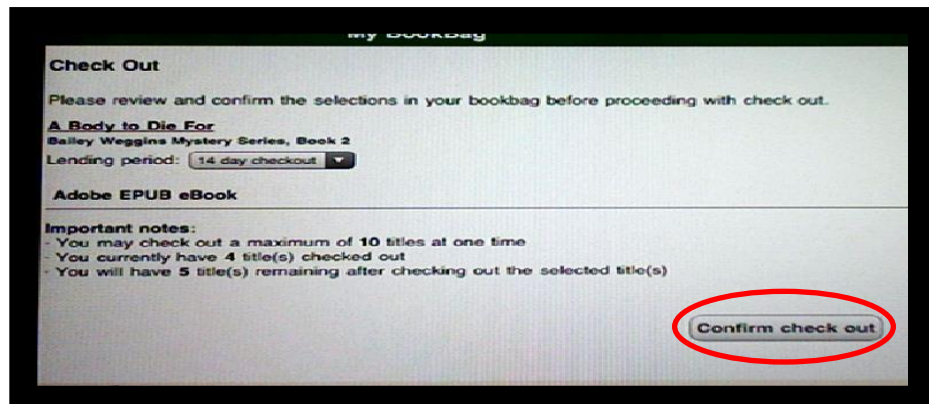 My BookBag
Check Out
Please review and confirm the selections in your bookbag before proceeding with check out.
A Body to Die For
Bailey Weggins Mystery Series, Book 2
Lending period: 14 day checkout
Adobe EPUB eBook
Important notes:
- You may check out a maximum of 10 titles at one time
- You currently have 4 title(s) checked out
- You will have 5 title(s) remaining after checking out the selected title(s)
Confirm check out